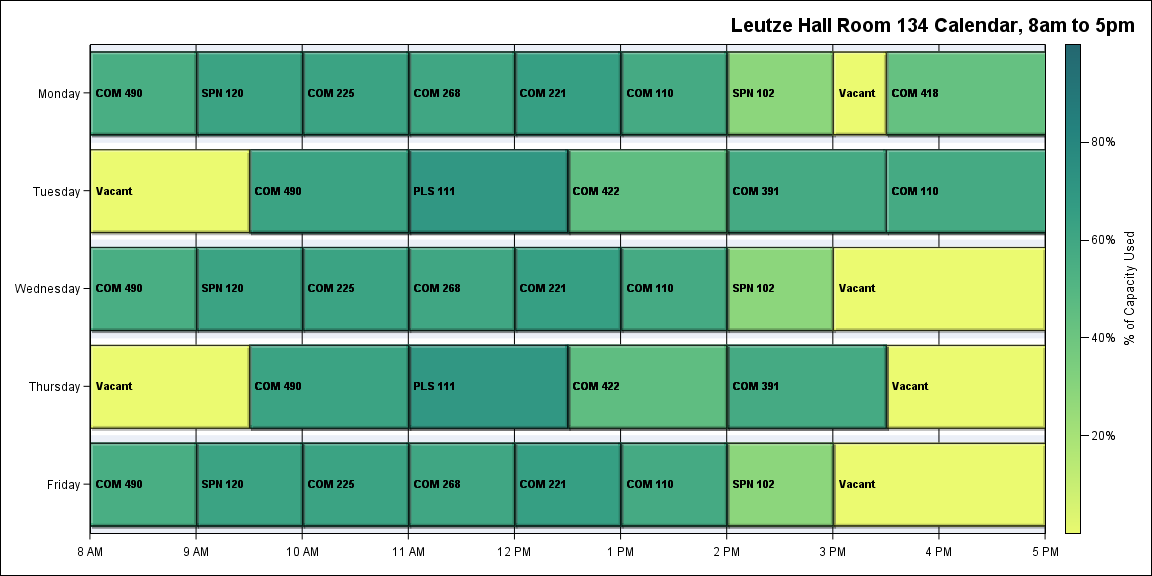 Leutze Hall Room 134 Calendar, 8am to 5pm
Monday
COM 490
SPN 120
COM 225
COM 268
COM 221
COM 110
SPN 102
Vacant
COM 418
Tuesday
Vacant
COM 490
PLS 111
COM 422
COM 391
COM 110
Wednesday
COM 490
SPN 120
COM 225
COM 268
COM 221
COM 110
SPN 102
Vacant
Thursday
Vacant
COM 490
PLS 111
COM 422
COM 391
Vacant
Friday
COM 490
SPN 120
COM 225
COM 268
COM 221
COM 110
SPN 102
Vacant
8 AM
9 AM
10 AM
11 AM
12 PM
1 PM
2 PM
3 PM
4 PM
5 PM
80%
60%
40%
20%
% of Capacity Used